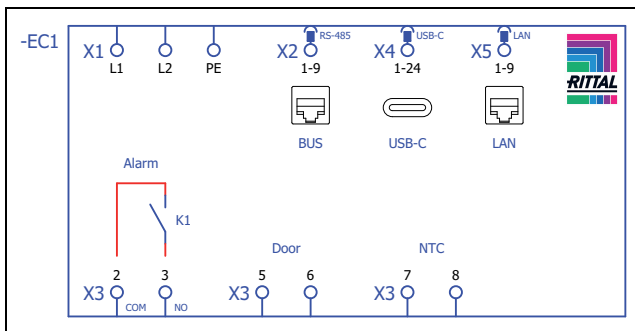 -EC1
X1 L1 L2 PE
X2 RS-485 1-9
X4 USB-C 1-24
X5 LAN 1-9
RITTAL
BUS USB-C LAN
Alarm
K1
Door NTC
X3 2 COM 3 NO
X3 5 6
X3 7 8